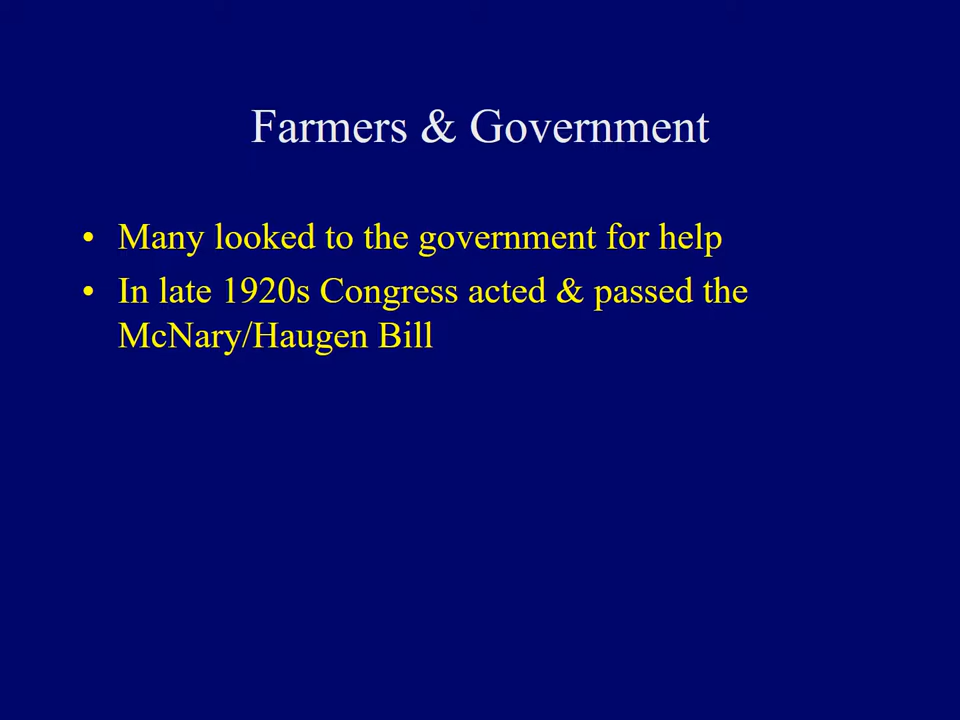 Farmers & Government
• Many looked to the government for help
• In late 1920s Congress acted & passed the
McNary/Haugen Bill